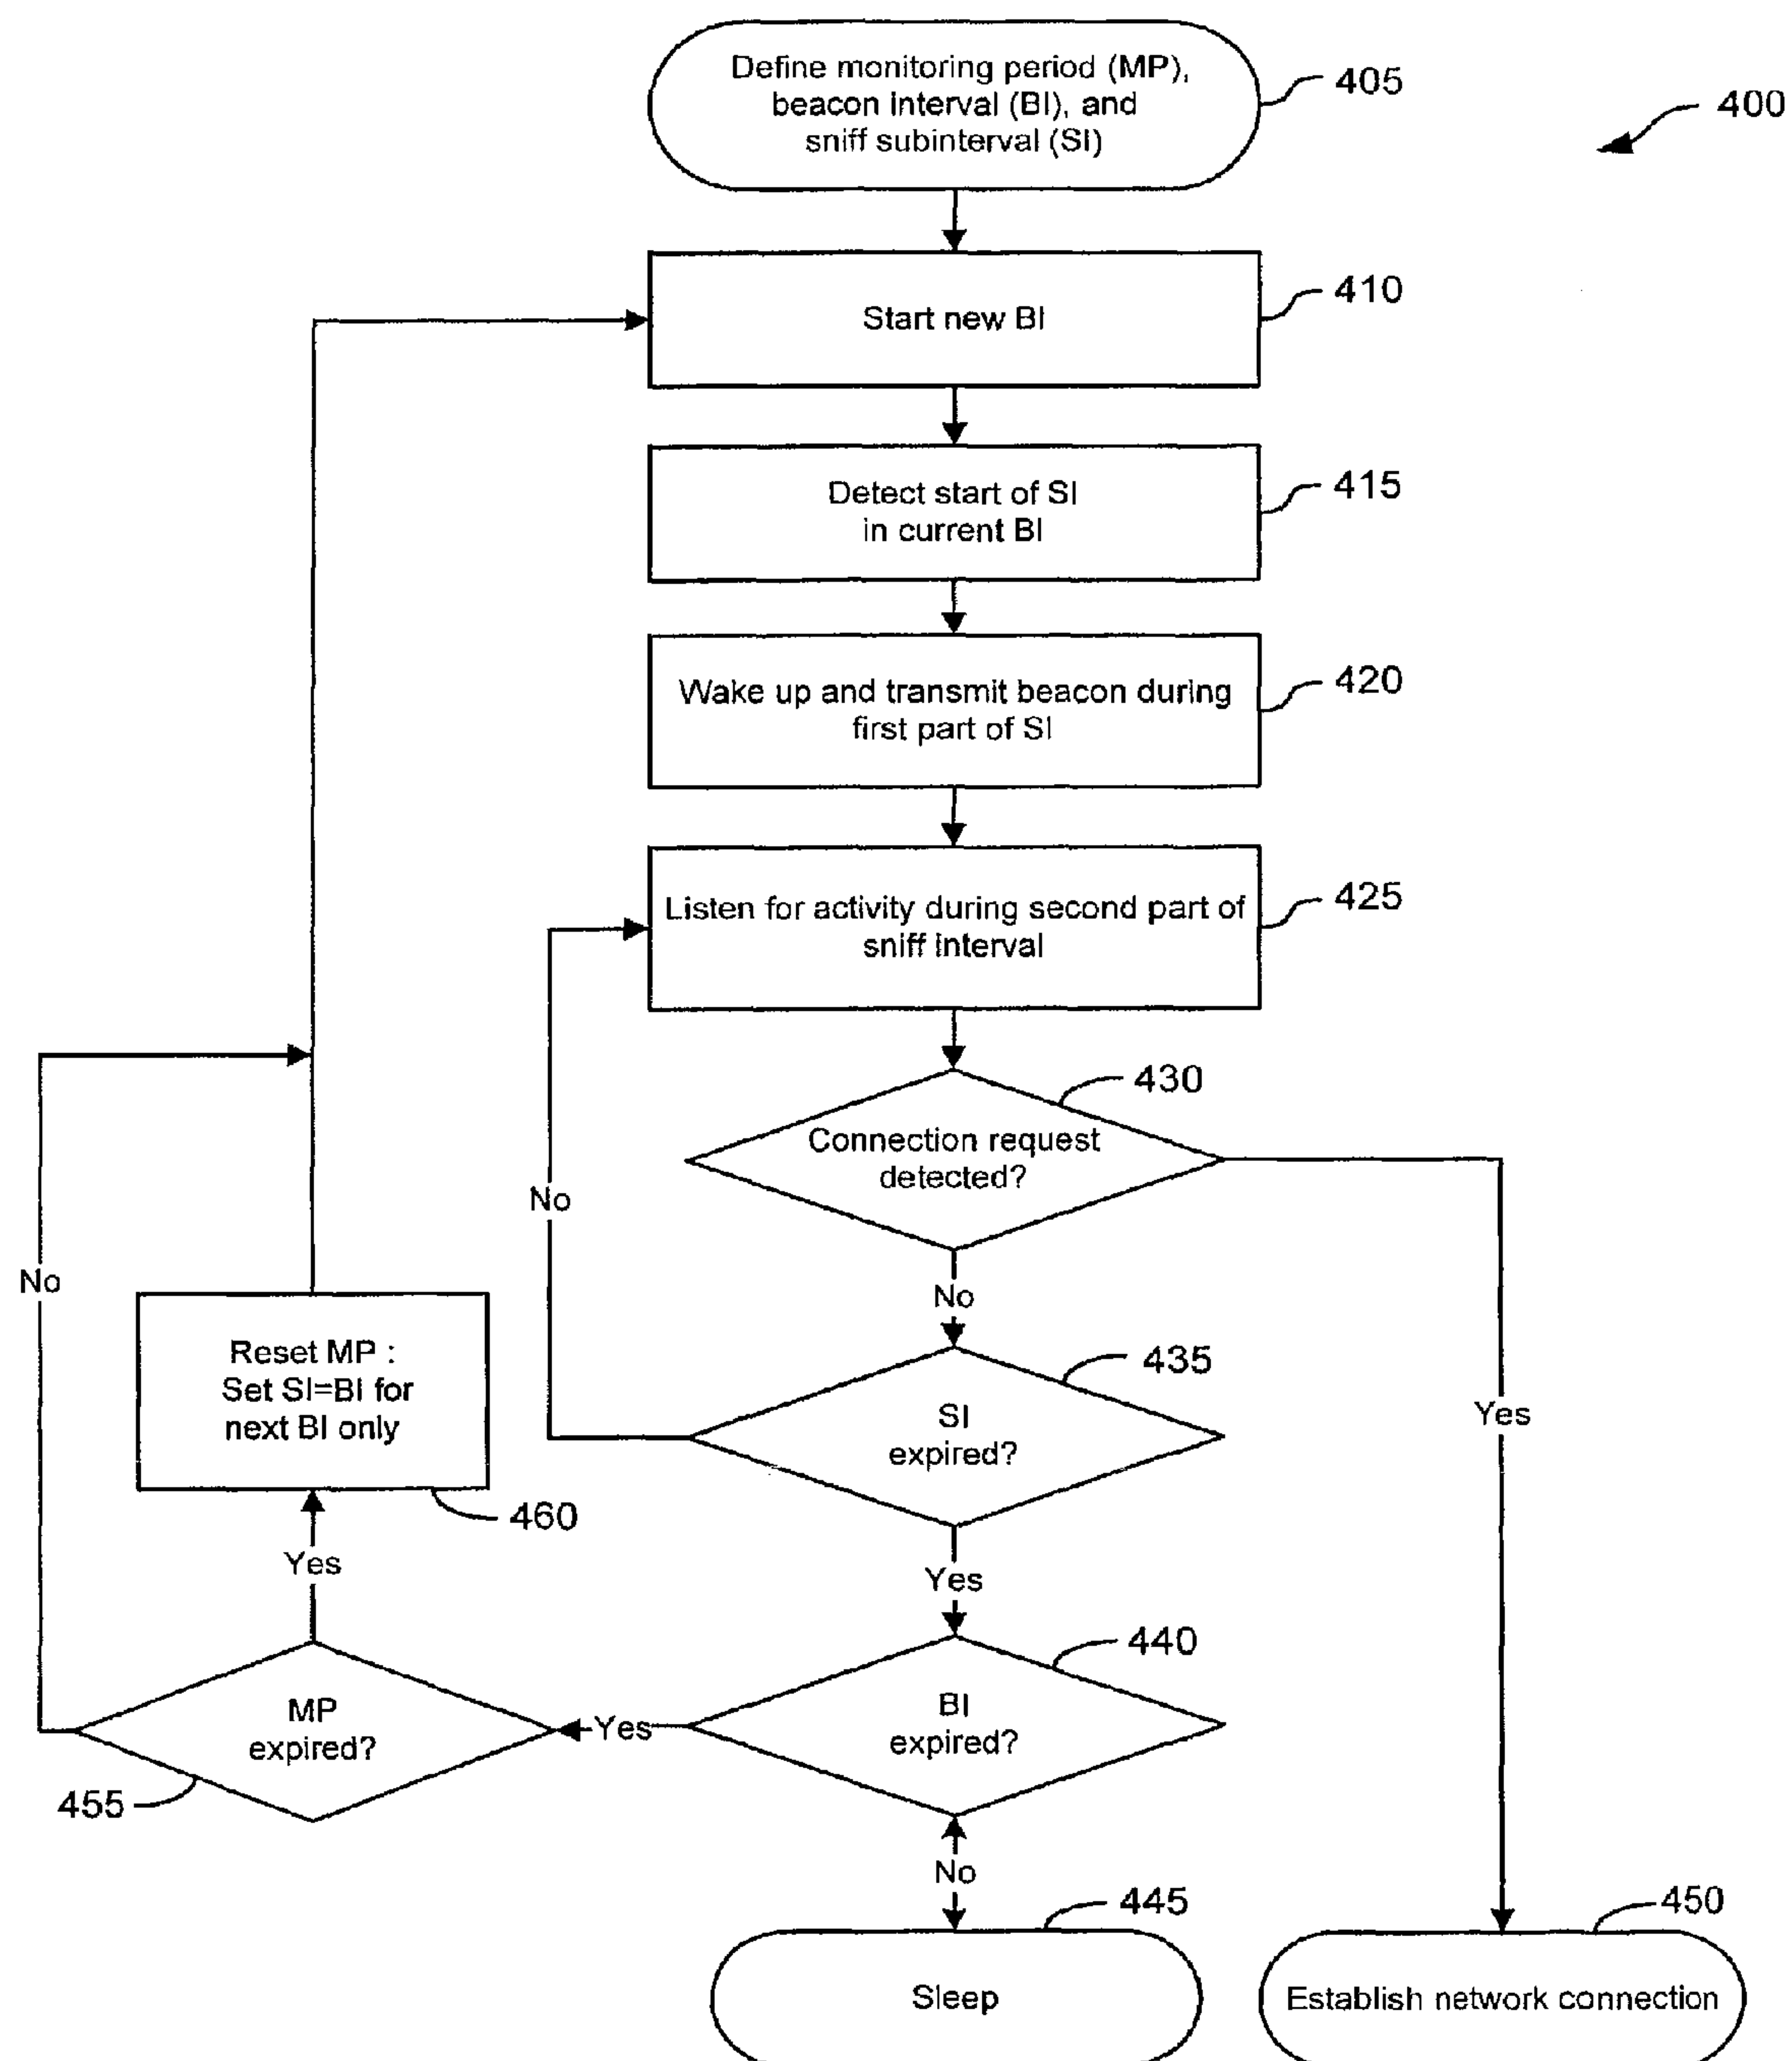 Define monitoring period (MP),
beacon interval (BI), and
sniff subinterval (SI)
405
400
Start new BI
410
Detect start of SI
in current BI
415
Wake up and transmit beacon during
first part of SI
420
Listen for activity during second part of
sniff interval
425
430
Connection request
detected?
No
No
No
Yes
Reset MP :
Set SI=BI for
next BI only
460
435
SI
expired?
Yes
Yes
440
BI
expired?
Yes
MP
expired?
455
No
445
Sleep
450
Establish network connection